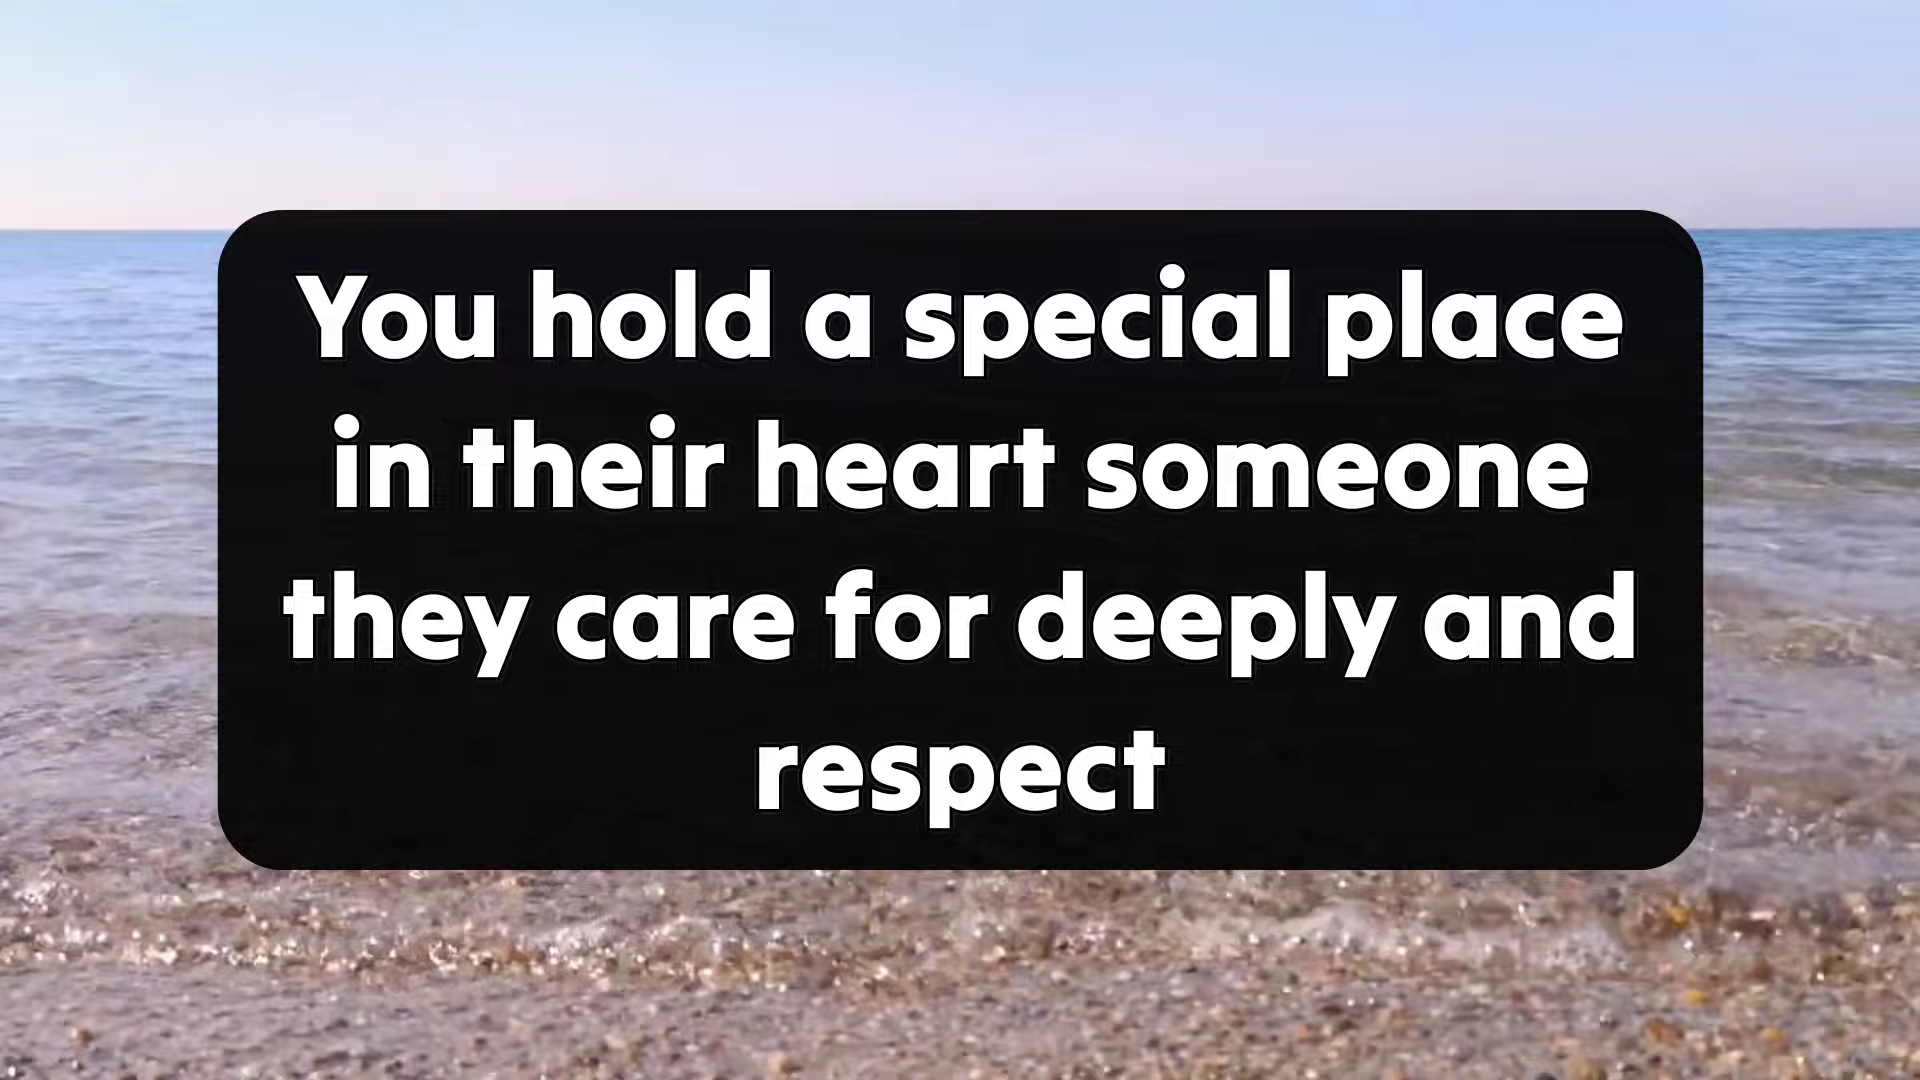 You hold a special place
in their heart someone
they care for deeply and
respect